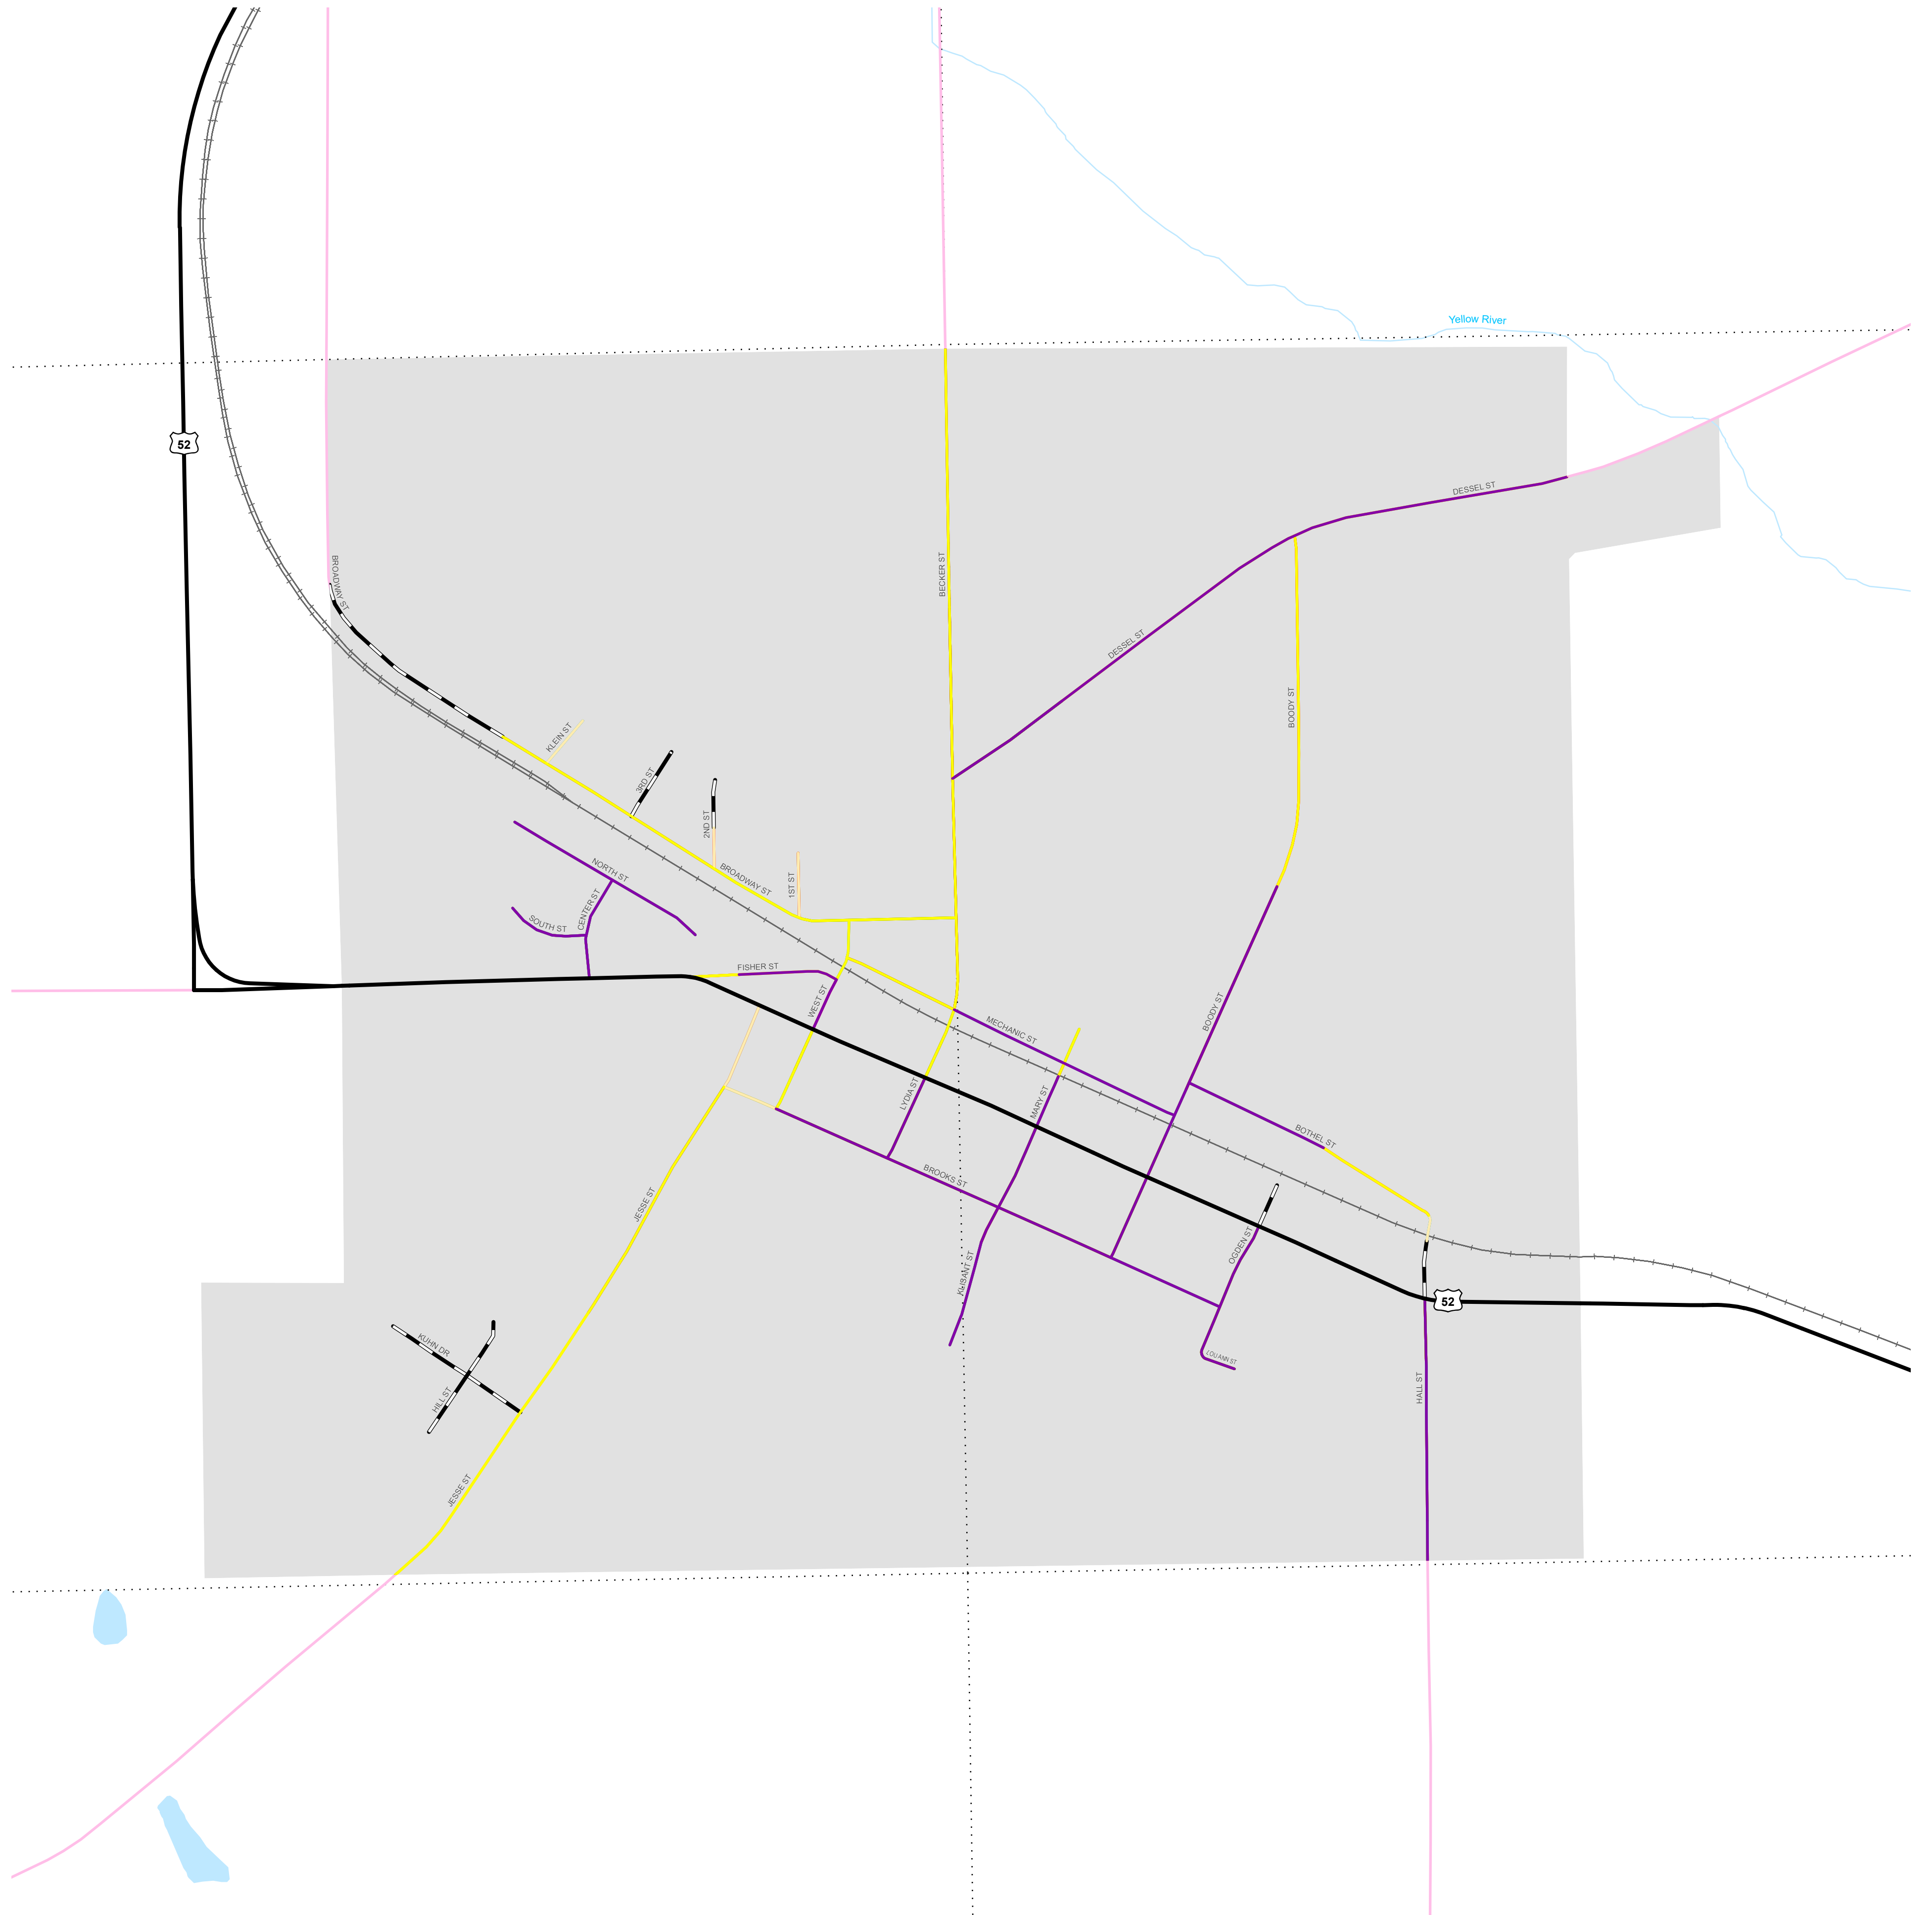 Yellow River
52
DESSEL ST
BROADWAY ST
BECKER ST
DESSEL ST
BOODY ST
KLEIN ST
3RD ST
2ND ST
NORTH ST
BROADWAY ST
1ST ST
CENTER ST
SOUTH ST
FISHER ST
WEST ST
BOODY ST
MECHANIC ST
LYDIA ST
MARY ST
BOTHEL ST
BROOKS ST
JESSE ST
OGDEN ST
52
LOU ANN ST
KUHN DR
HILL ST
HALL ST
JESSE ST